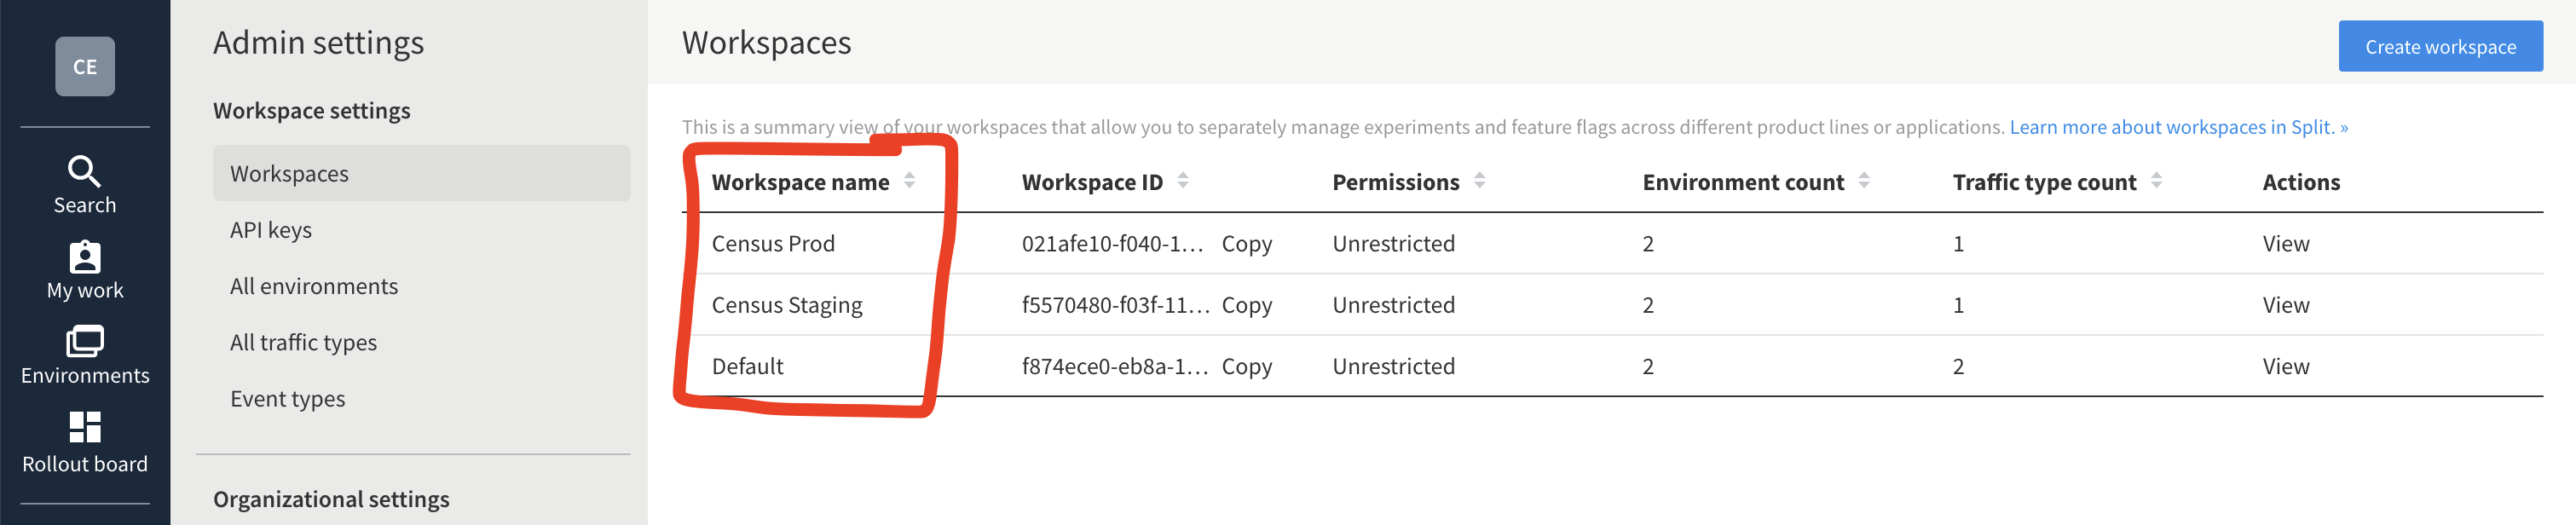 CE
Search
My work
Environments
Rollout board
Admin settings
Workspace settings
Workspaces
API keys
All environments
All traffic types
Event types
Organizational settings
Workspaces
Create workspace
This is a summary view of your workspaces that allow you to separately manage experiments and feature flags across different product lines or applications. Learn more about workspaces in Split. »
Workspace name Workspace ID Permissions Environment count Traffic type count Actions
Census Prod 021afe10-f040-1... Copy Unrestricted 2 1 View
Census Staging f5570480-f03f-11... Copy Unrestricted 2 1 View
Default f874ece0-eb8a-1... Copy Unrestricted 2 2 View